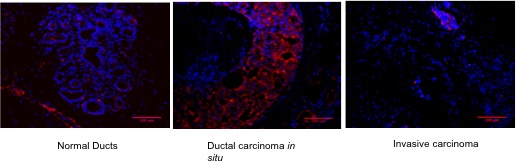 Normal Ducts
Ductal carcinoma in
situ
Invasive carcinoma